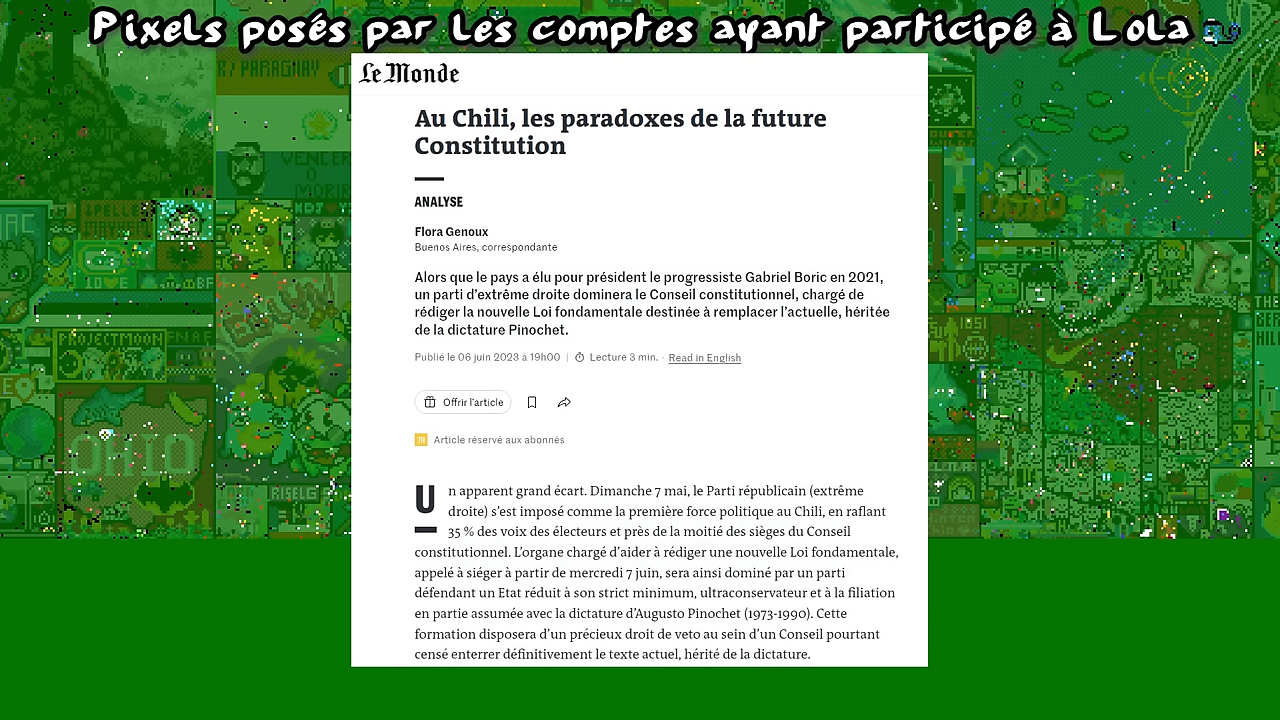 Pixels posés par les comptes ayant participé à Lola
Le Monde
R/PARAGUAY
VENCER
O
MORIR
Au Chili, les paradoxes de la future
Constitution
ANALYSE
Flora Genoux
Buenos Aires, correspondante
Alors que le pays a élu pour président le progressiste Gabriel Boric en 2021,
un parti d'extrême droite dominera le Conseil constitutionnel, chargé de
rédiger la nouvelle Loi fondamentale destinée à remplacer l'actuelle, héritée
de la dictature Pinochet.
Publié le 06 juin 2023 à 19h00 | Lecture 3 min. · Read in English
Offrir l'article
Article réservé aux abonnés
Un apparent grand écart. Dimanche 7 mai, le Parti républicain (extrême
droite) s'est imposé comme la première force politique au Chili, en raflant
35 % des voix des électeurs et près de la moitié des sièges du Conseil
constitutionnel. L'organe chargé d'aider à rédiger une nouvelle Loi fondamentale,
appelé à siéger à partir de mercredi 7 juin, sera ainsi dominé par un parti
défendant un Etat réduit à son strict minimum, ultraconservateur et à la filiation
en partie assumée avec la dictature d'Augusto Pinochet (1973-1990). Cette
formation disposera d'un précieux droit de veto au sein d'un Conseil pourtant
censé enterrer définitivement le texte actuel, hérité de la dictature.
PROJECTMOON
OHIO
RISELG